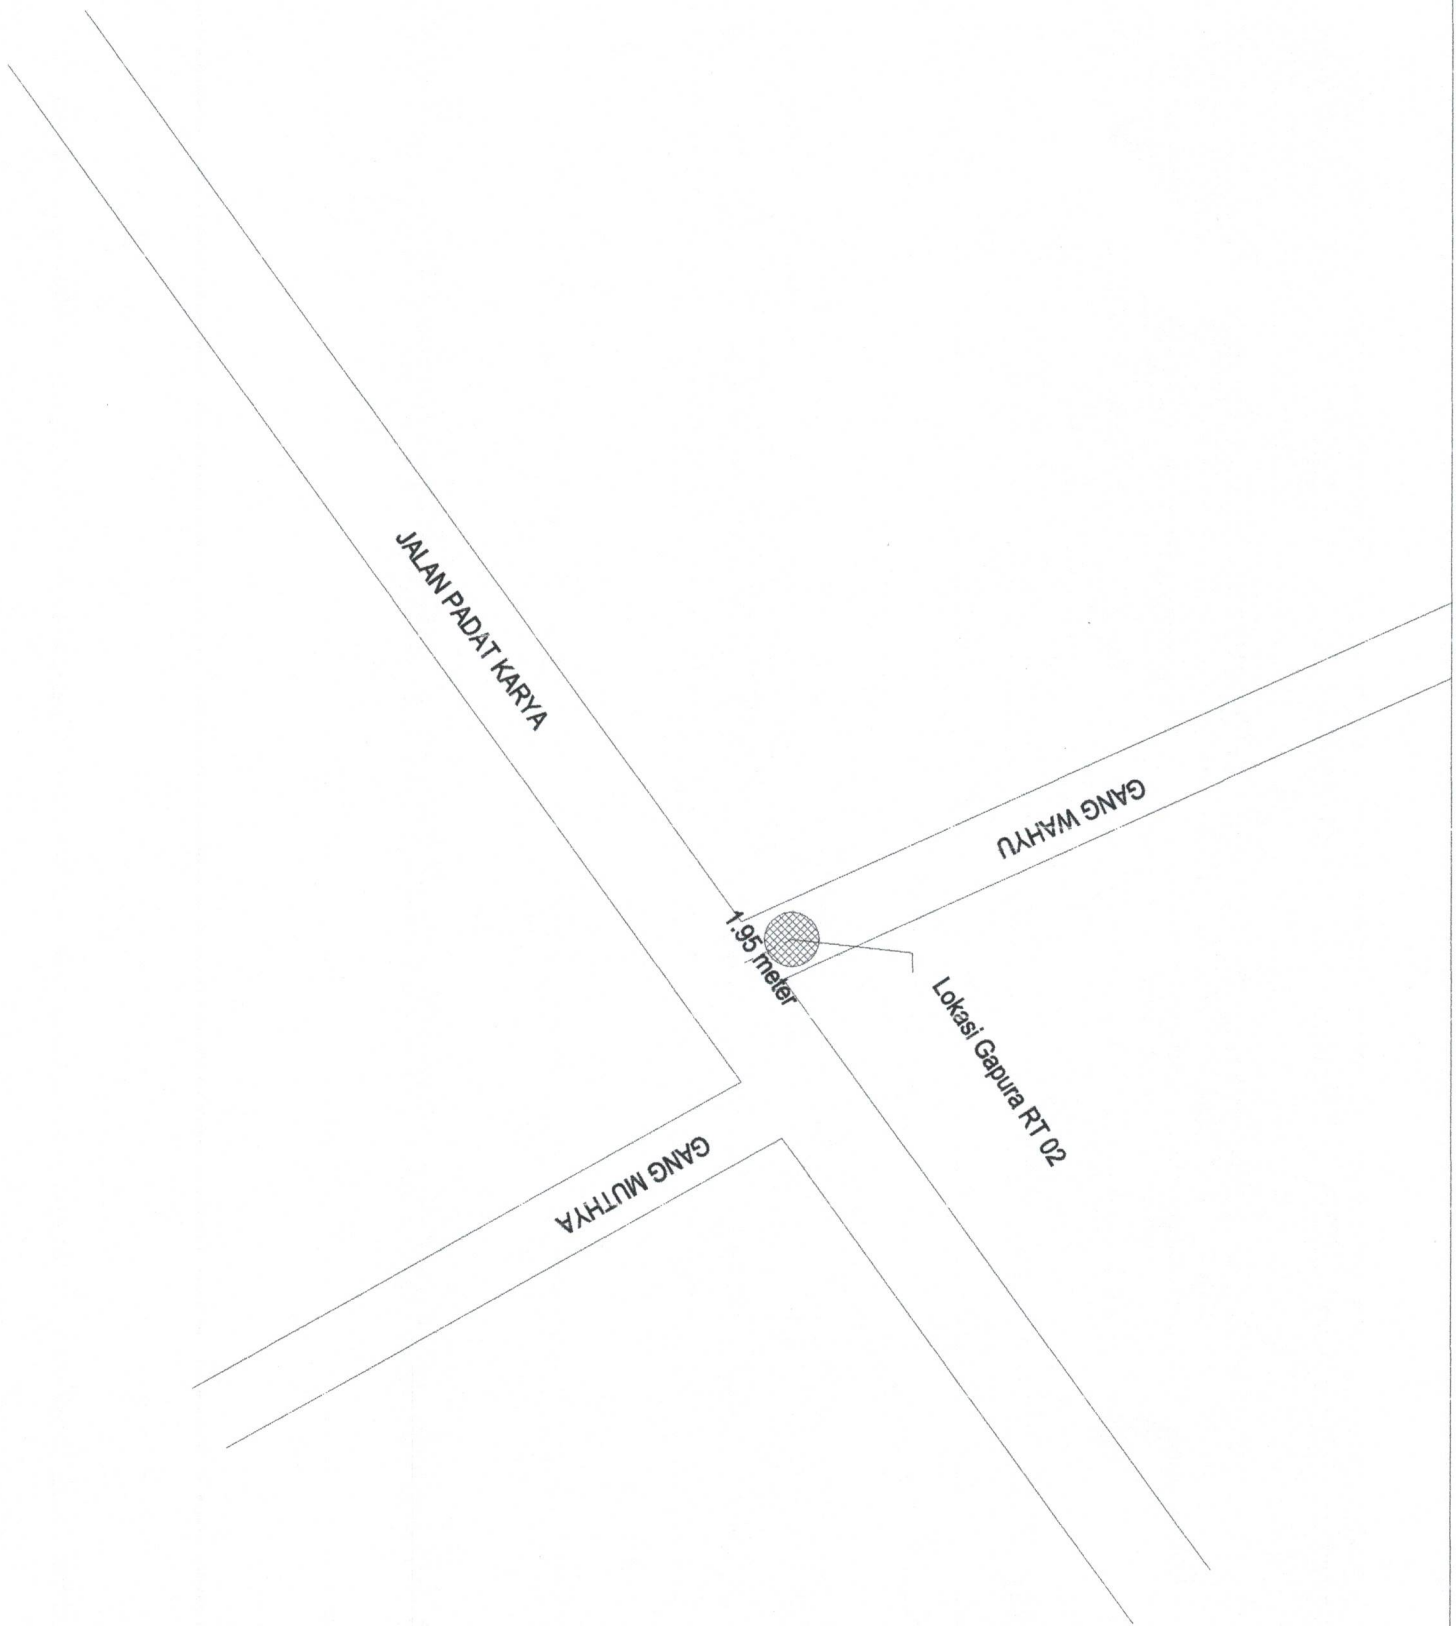 JALAN PADAT KARYA
GANG WAHYU
1.95 meter
Lokasi Gapura RT 02
GANG MUTHYA